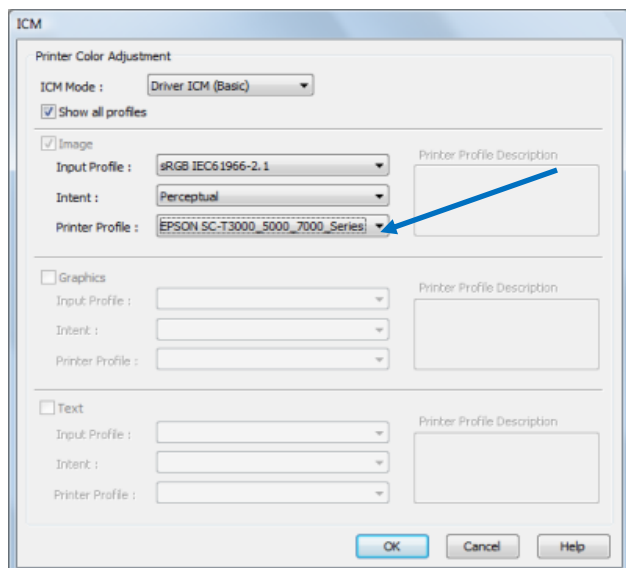 ICM
Printer Color Adjustment
ICM Mode : Driver ICM (Basic)
Show all profiles
Image
Printer Profile Description
Input Profile : sRGB IEC61966-2.1
Intent : Perceptual
Printer Profile : EPSON SC-T3000_5000_7000_Series
Graphics
Printer Profile Description
Input Profile :
Intent :
Printer Profile :
Text
Printer Profile Description
Input Profile :
Intent :
Printer Profile :
OK Cancel Help